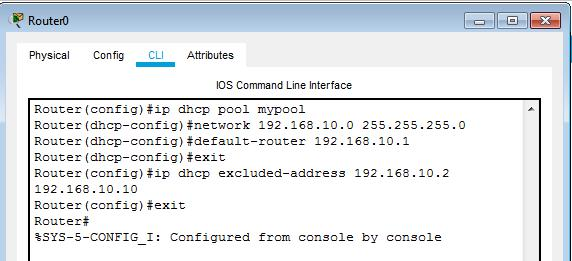 Router0
Physical Config CLI Attributes
IOS Command Line Interface
Router(config)#ip dhcp pool mypool
Router(dhcp-config)#network 192.168.10.0 255.255.255.0
Router(dhcp-config)#default-router 192.168.10.1
Router(dhcp-config)#exit
Router(config)#ip dhcp excluded-address 192.168.10.2
192.168.10.10
Router(config)#exit
Router#
%SYS-5-CONFIG_I: Configured from console by console